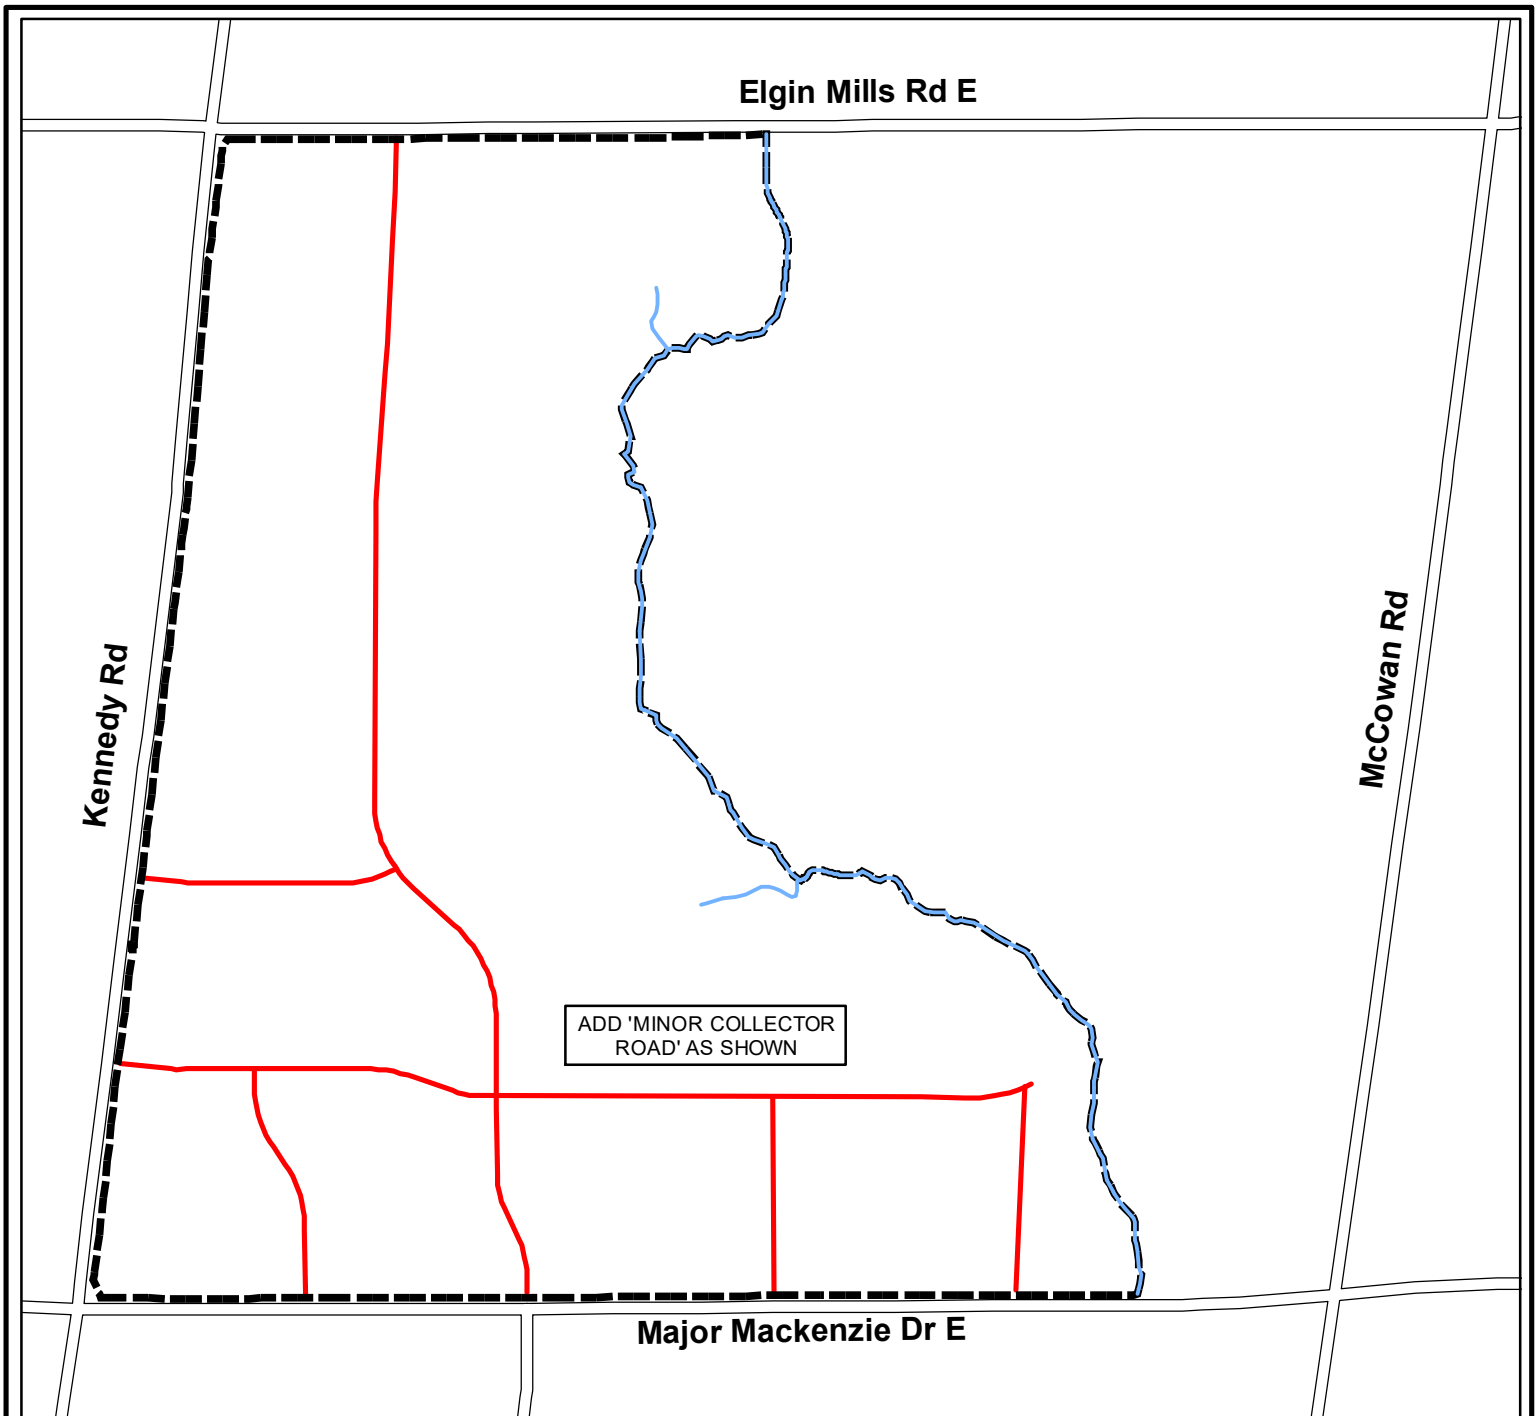 Elgin Mills Rd E
Kennedy Rd
McCowan Rd
ADD 'MINOR COLLECTOR
ROAD' AS SHOWN
Major Mackenzie Dr E